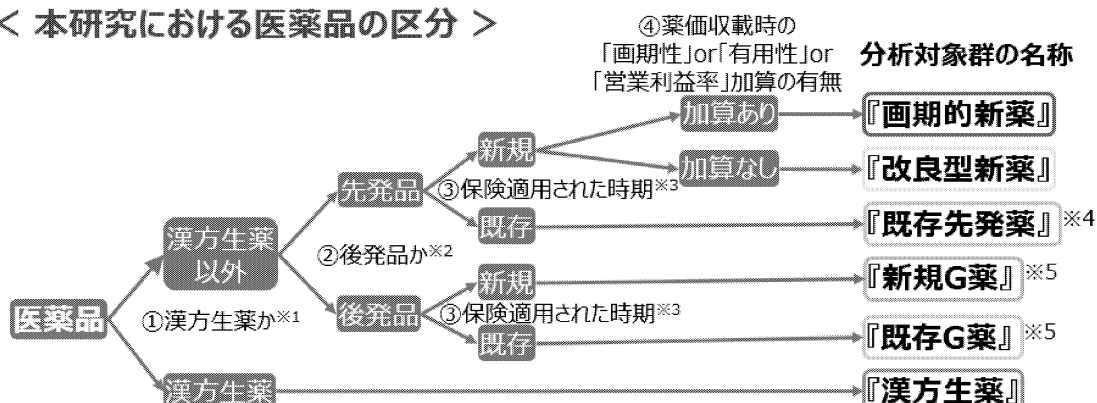 ＜ 本研究における医薬品の区分 ＞
④薬価収載時の
「画期性」or「有用性」or
「営業利益率」加算の有無
分析対象群の名称
加算あり
『画期的新薬』
新規
加算なし
『改良型新薬』
先発品
③保険適用された時期※3
既存
『既存先発薬』※4
漢方生薬
以外
②後発品か※2
新規
『新規G薬』※5
医薬品
①漢方生薬か※1
後発品
③保険適用された時期※3
既存
『既存G薬』※5
漢方生薬
『漢方生薬』